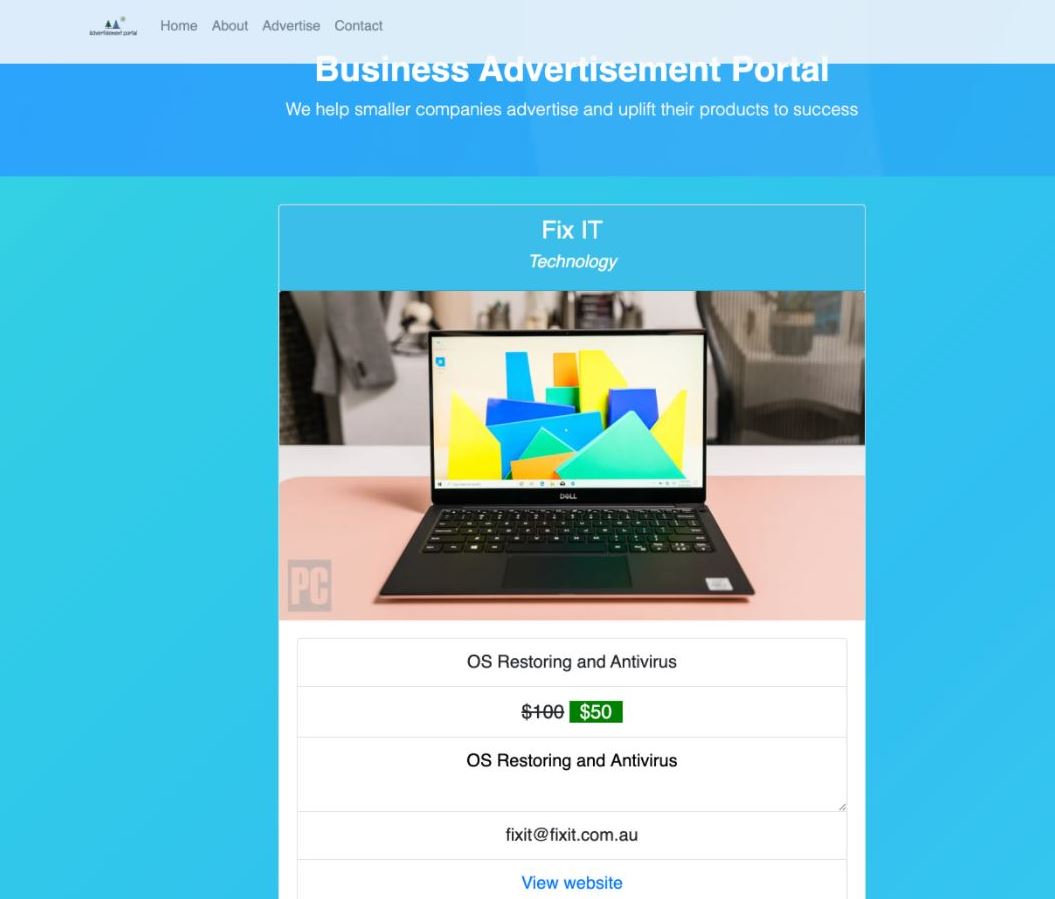 Advertisement portal
Home About Advertise Contact
Business Advertisement Portal
We help smaller companies advertise and uplift their products to success
Fix IT
Technology
DELL
PC
OS Restoring and Antivirus
$100 $50
OS Restoring and Antivirus
fixit@fixit.com.au
View website